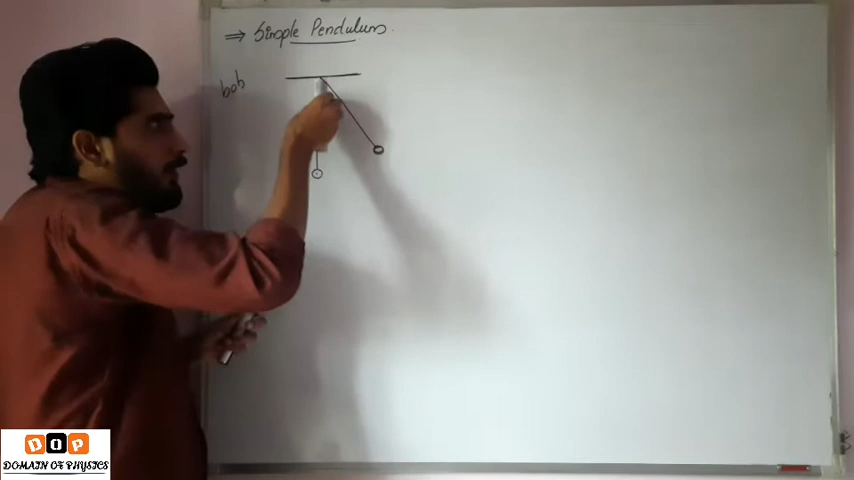 ⇒ Simple Pendulum.
bob
DOP
DOMAIN OF PHYSICS